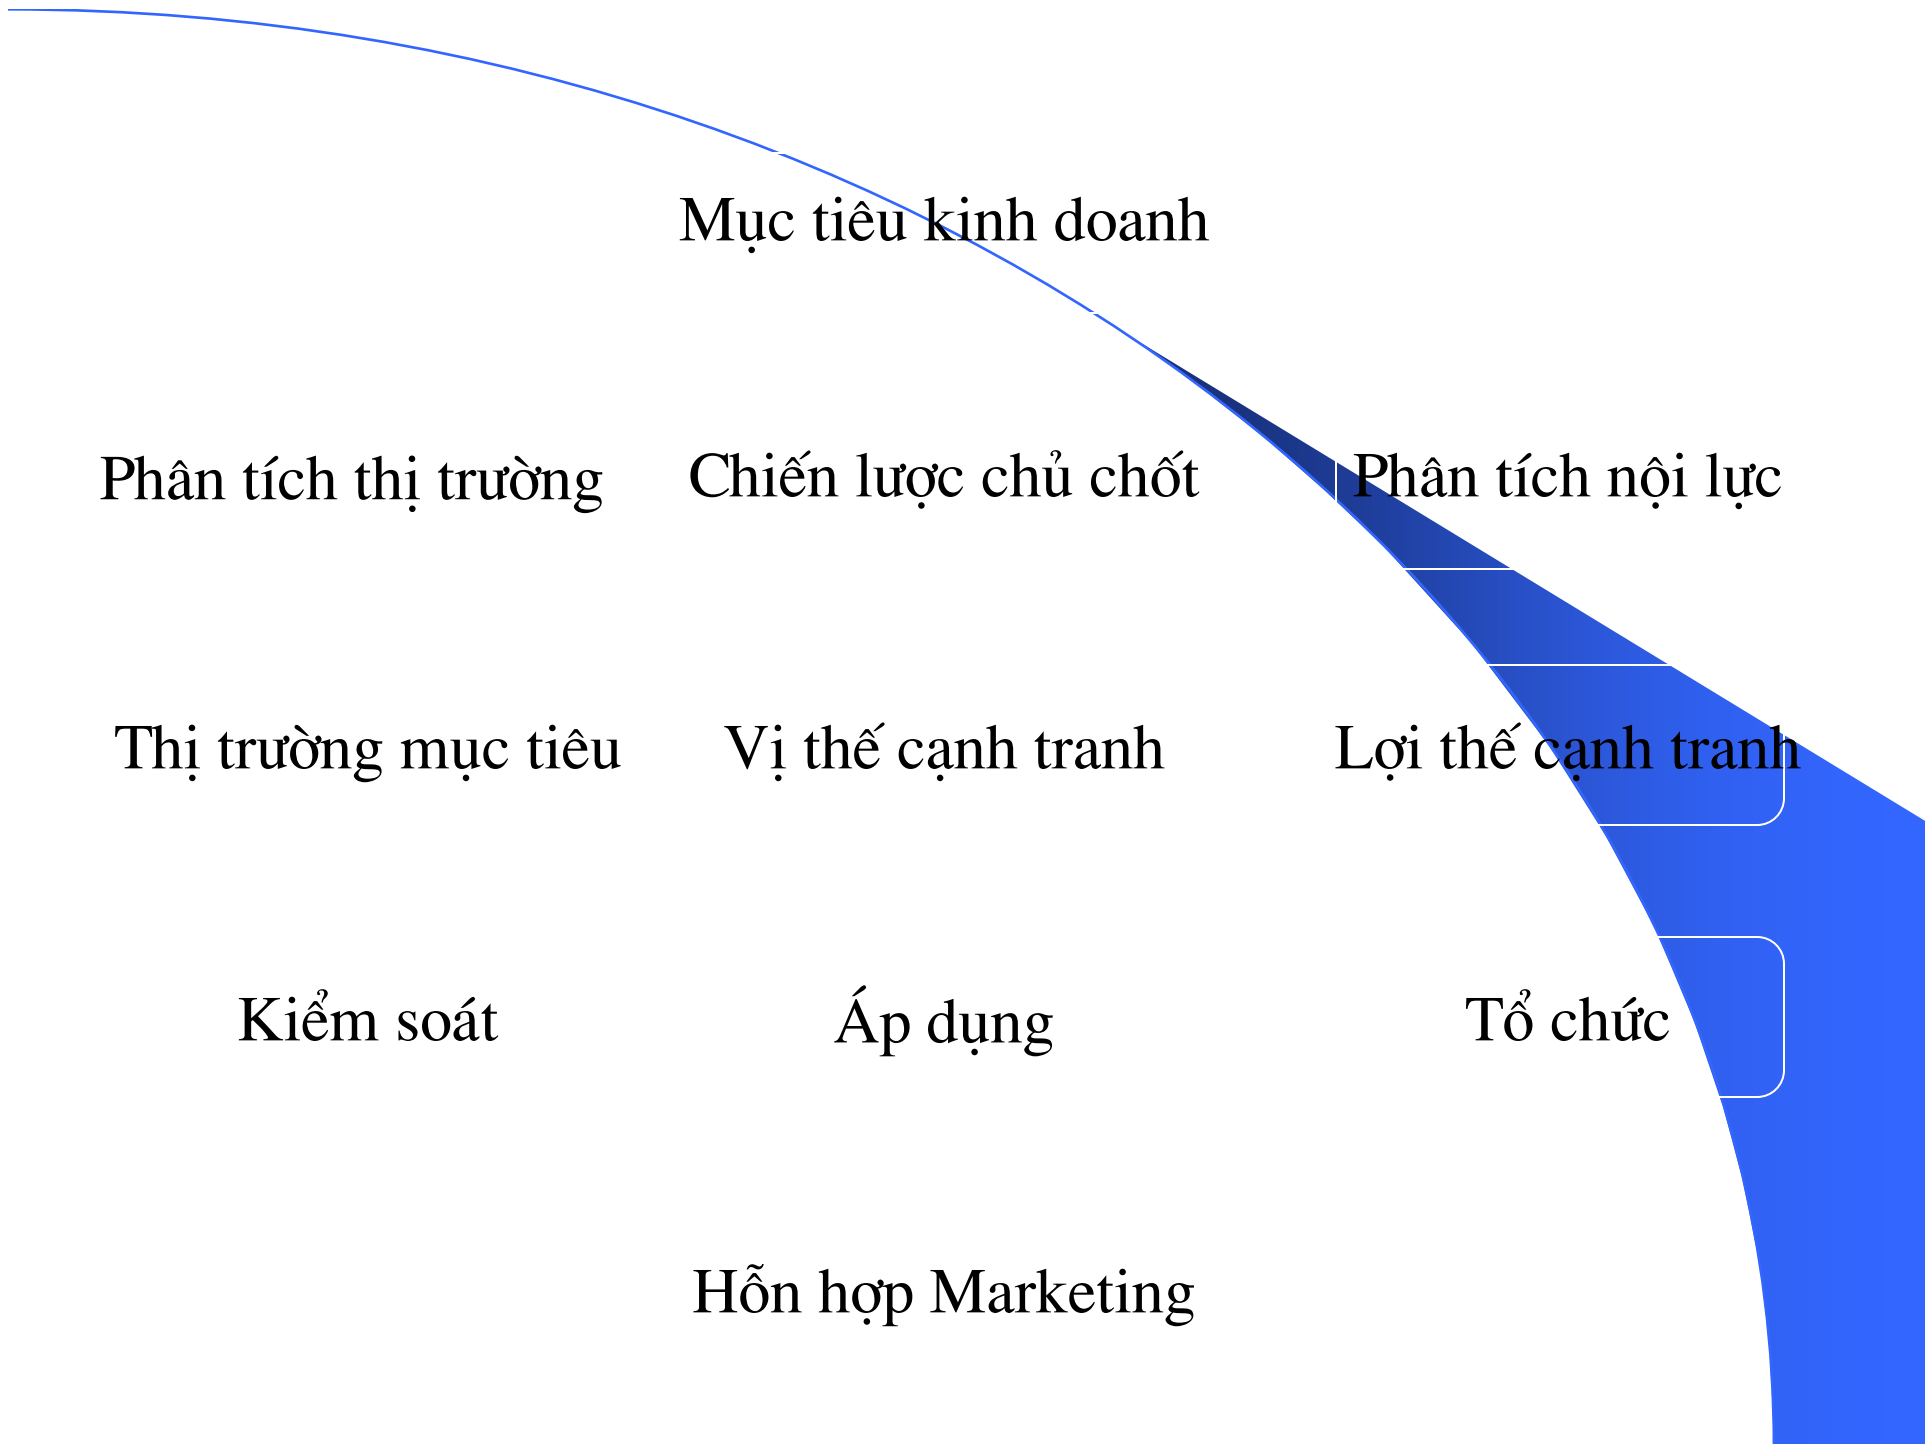 Mục tiêu kinh doanh
Phân tích thị trường
Chiến lược chủ chốt
Phân tích nội lực
Thị trường mục tiêu
Vị thế cạnh tranh
Lợi thế cạnh tranh
Kiểm soát
Áp dụng
Tổ chức
Hỗn hợp Marketing